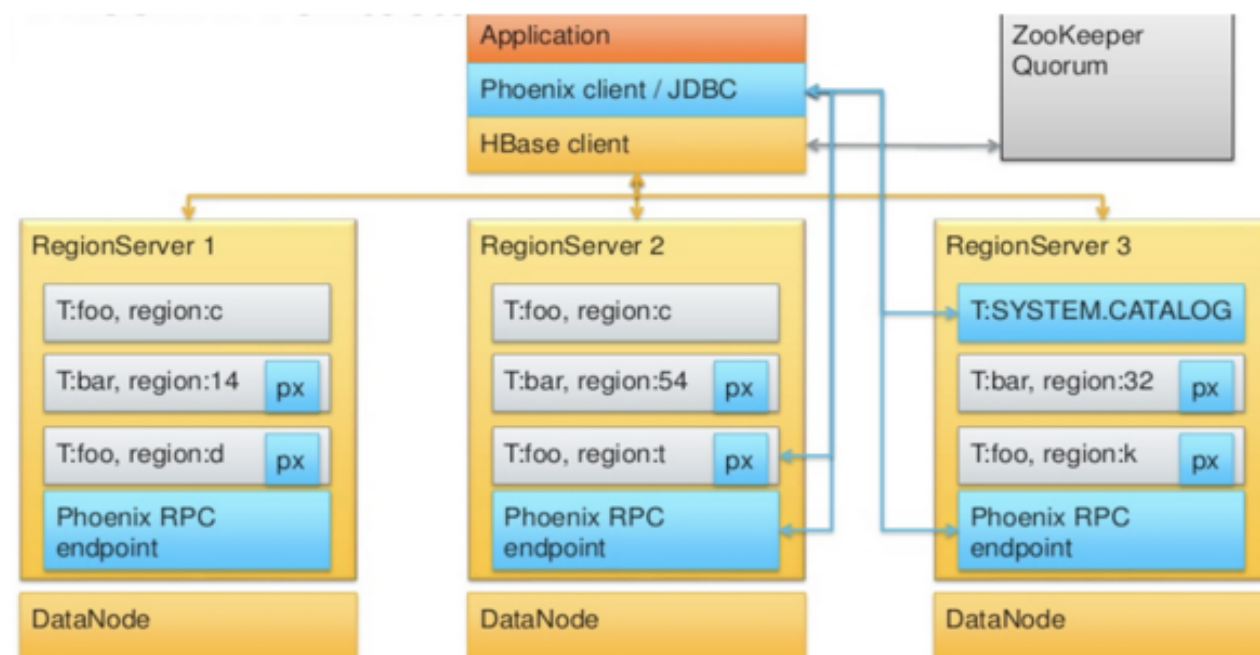 Application
ZooKeeper
Quorum
Phoenix client / JDBC
HBase client
RegionServer 1
T:foo, region:c
T:bar, region:14
px
T:foo, region:d
px
Phoenix RPC
endpoint
DataNode
RegionServer 2
T:foo, region:c
T:bar, region:54
px
T:foo, region:t
px
Phoenix RPC
endpoint
DataNode
RegionServer 3
T:SYSTEM.CATALOG
T:bar, region:32
px
T:foo, region:k
px
Phoenix RPC
endpoint
DataNode